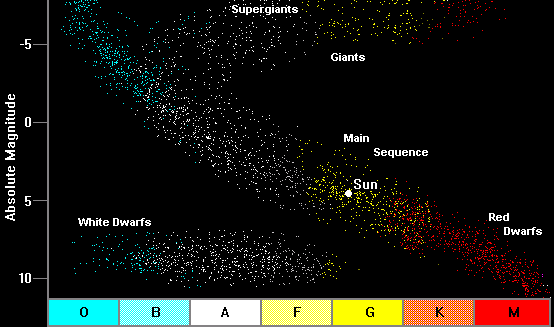 Supergiants
-5
Giants
Absolute Magnitude
0
Main
Sequence
Sun
5
White Dwarfs
Red
Dwarfs
10
O B A F G K M